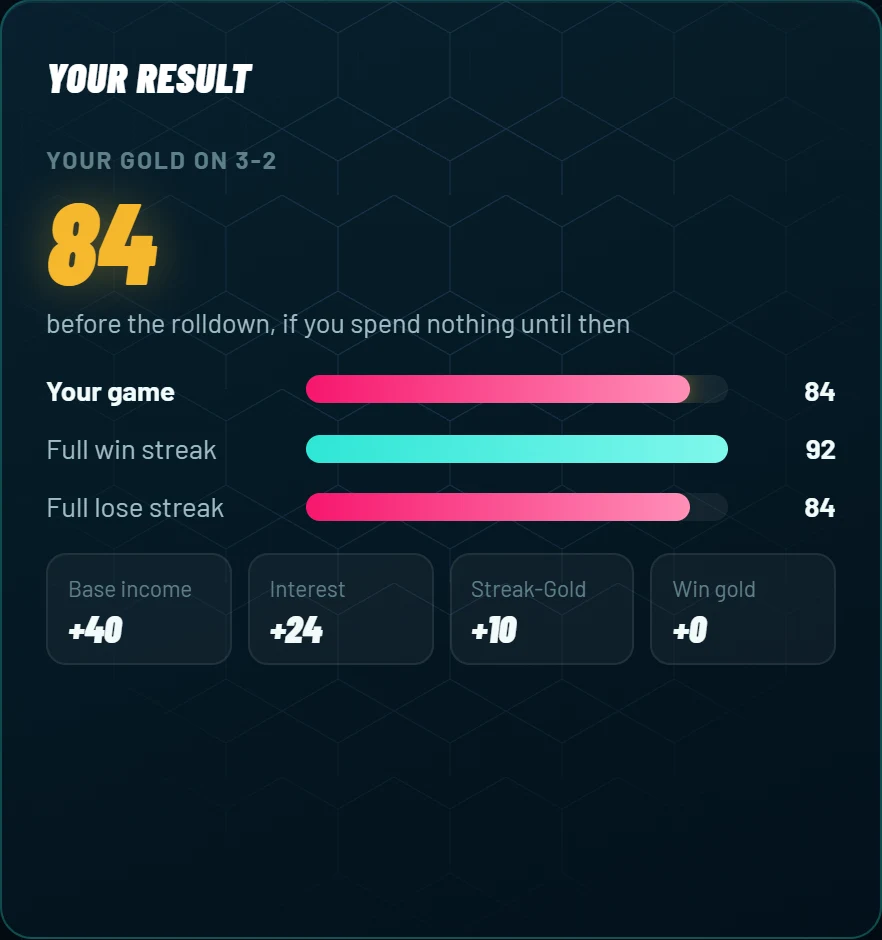 YOUR RESULT
YOUR GOLD ON 3-2
84
before the rolldown, if you spend nothing until then
Your game 84
Full win streak 92
Full lose streak 84
Base income Interest Streak-Gold Win gold
+40 +24 +10 +0